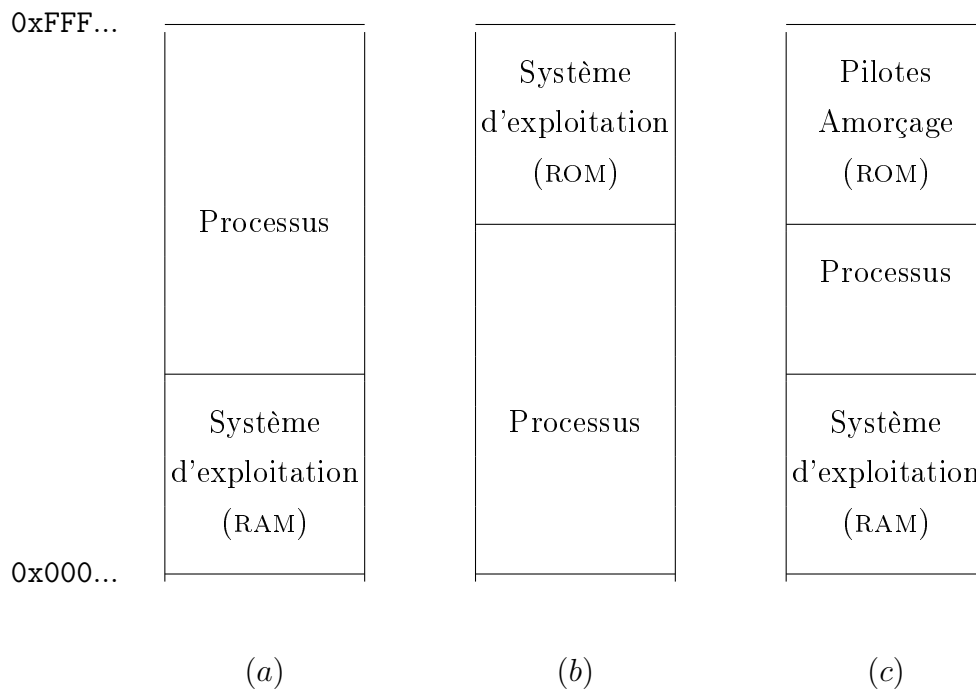 0xFFF...
Processus
Système
d'exploitation
(RAM)
0x000...
(a)
Système
d'exploitation
(ROM)
Processus
(b)
Pilotes
Amorçage
(ROM)
Processus
Système
d'exploitation
(RAM)
(c)